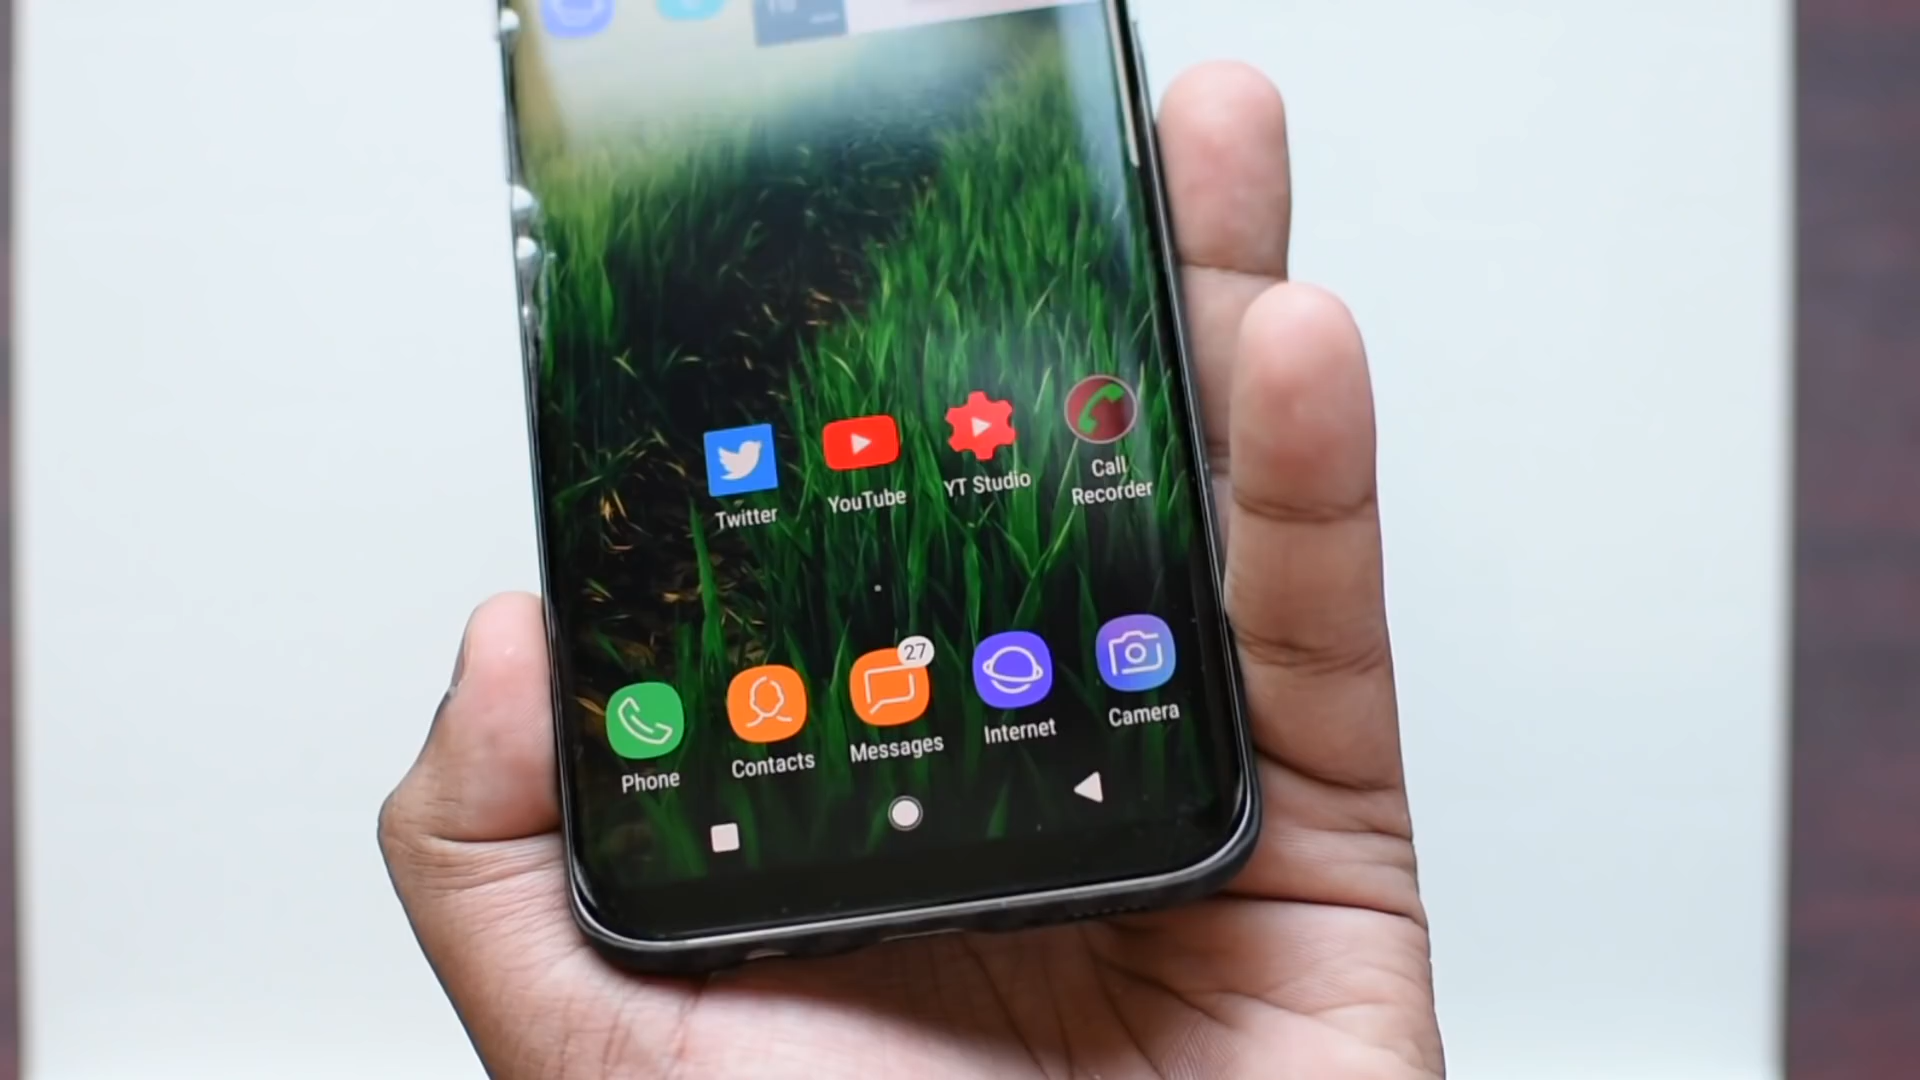 Twitter
YouTube
YT Studio
Call
Recorder
27
Phone
Contacts
Messages
Internet
Camera